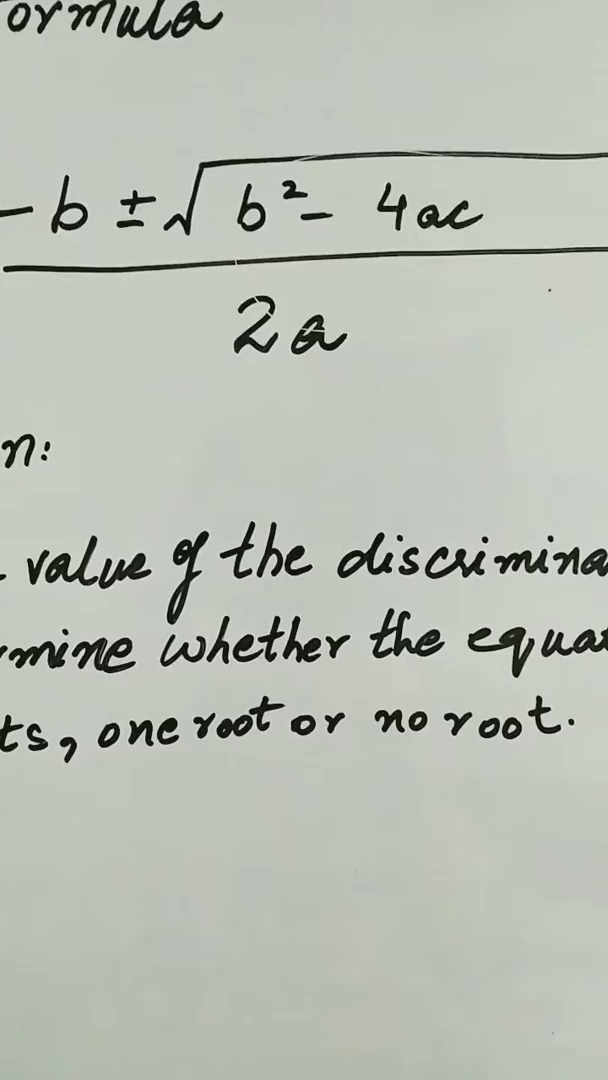 ormula
- b ± √ b² - 4ac
2a
n:
value of the discrimina
mine whether the equa
ts, one root or no root.